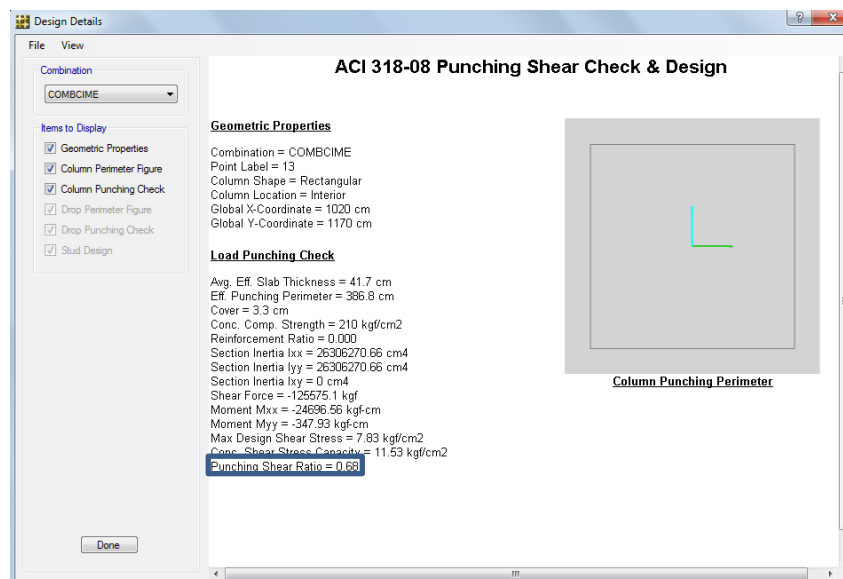 Design Details
File View
Combination
COMBCIME
Items to Display
Geometric Properties
Column Perimeter Figure
Column Punching Check
Drop Perimeter Figure
Drop Punching Check
Stud Design
Done
ACI 318-08 Punching Shear Check & Design
Geometric Properties
Combination = COMBCIME
Point Label = 13
Column Shape = Rectangular
Column Location = Interior
Global X-Coordinate = 1020 cm
Global Y-Coordinate = 1170 cm
Load Punching Check
Avg. Eff. Slab Thickness = 41.7 cm
Eff. Punching Perimeter = 386.8 cm
Cover = 3.3 cm
Conc. Comp. Strength = 210 kgf/cm2
Reinforcement Ratio = 0.000
Section Inertia Ixx = 26306270.66 cm4
Section Inertia Iyy = 26306270.66 cm4
Section Inertia Ixy = 0 cm4
Shear Force = -125575.1 kgf
Moment Mxx = -24696.56 kgf-cm
Moment Myy = -347.93 kgf-cm
Max Design Shear Stress = 7.83 kgf/cm2
Conc. Shear Stress Capacity = 11.53 kgf/cm2
Punching Shear Ratio = 0.68
Column Punching Perimeter